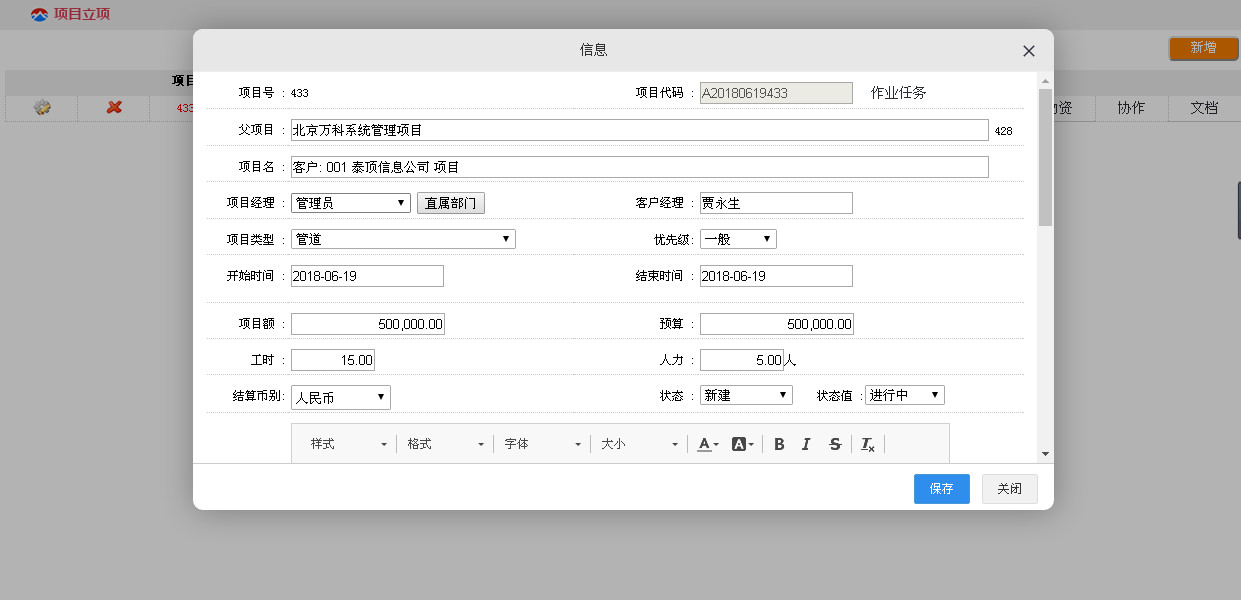 项目立项
新增
项目
433
协作
文档
信息
项目号 : 433
项目代码 : A20180619433 作业任务
父项目 : 北京万科系统管理项目 428
项目名 : 客户: 001 泰顶信息公司 项目
项目经理 : 管理员 直属部门 客户经理 : 贾永生
项目类型 : 管道 优先级: 一般
开始时间 : 2018-06-19 结束时间 : 2018-06-19
项目额 : 500,000.00 预算 : 500,000.00
工时 : 15.00 人力 : 5.00 人
结算币别: 人民币 状态 : 新建 状态值 : 进行中
样式 格式 字体 大小 A A B I S Tx
保存 关闭